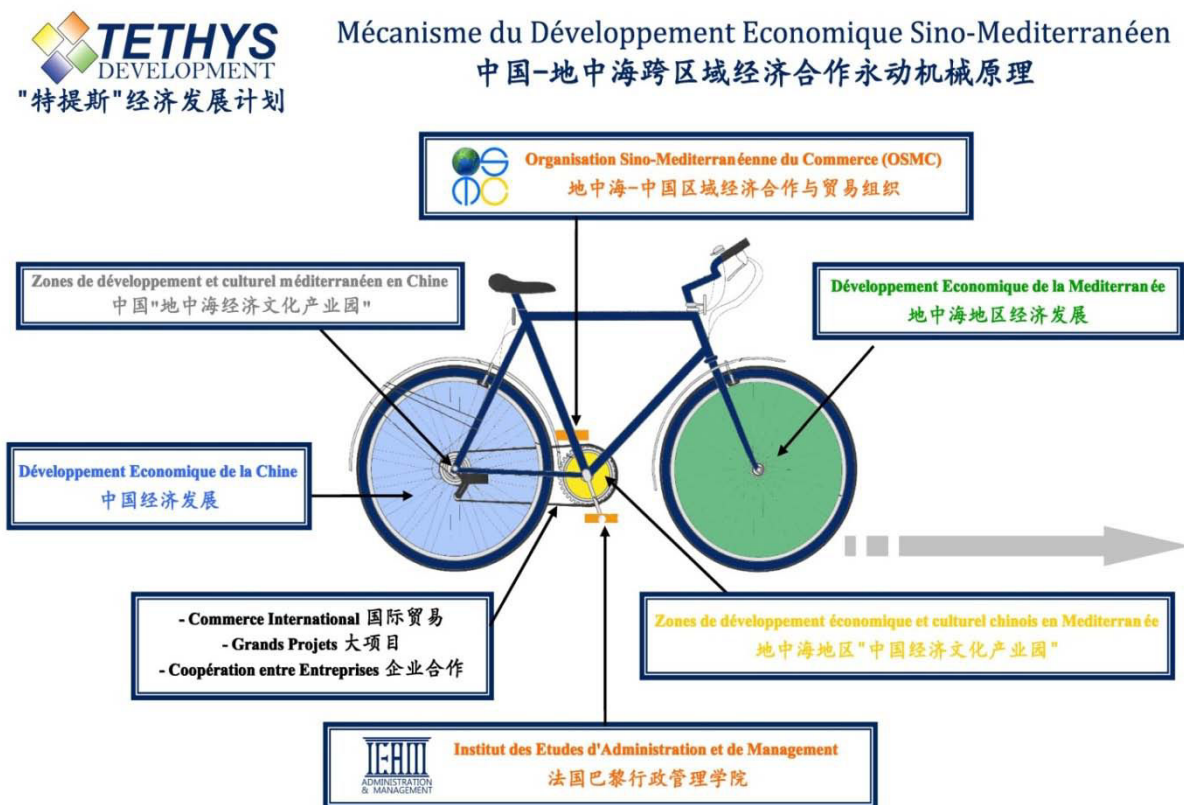 TETHYS
DEVELOPMENT
"特提斯"经济发展计划
Mécanisme du Développement Economique Sino-Mediterranéen
中国-地中海跨区域经济合作永动机械原理
OSMC
Organisation Sino-Mediterranéenne du Commerce (OSMC)
地中海-中国区域经济合作与贸易组织
Zones de développement et culturel méditerranéen en Chine
中国"地中海经济文化产业园"
Développement Economique de la Mediterranée
地中海地区经济发展
Développement Economique de la Chine
中国经济发展
- Commerce International 国际贸易
- Grands Projets 大项目
- Coopération entre Entreprises 企业合作
Zones de développement économique et culturel chinois en Mediterranée
地中海地区"中国经济文化产业园"
IEAM
ADMINISTRATION
& MANAGEMENT
Institut des Etudes d'Administration et de Management
法国巴黎行政管理学院